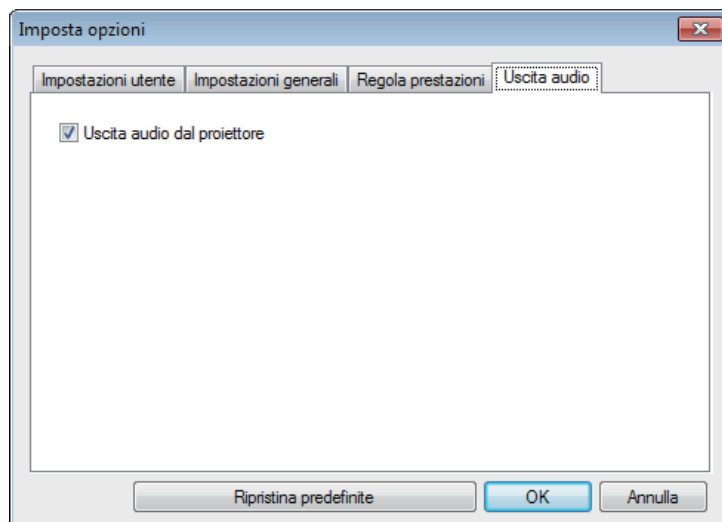 Imposta opzioni
Impostazioni utente Impostazioni generali Regola prestazioni Uscita audio
Uscita audio dal proiettore
Ripristina predefinite OK Annulla